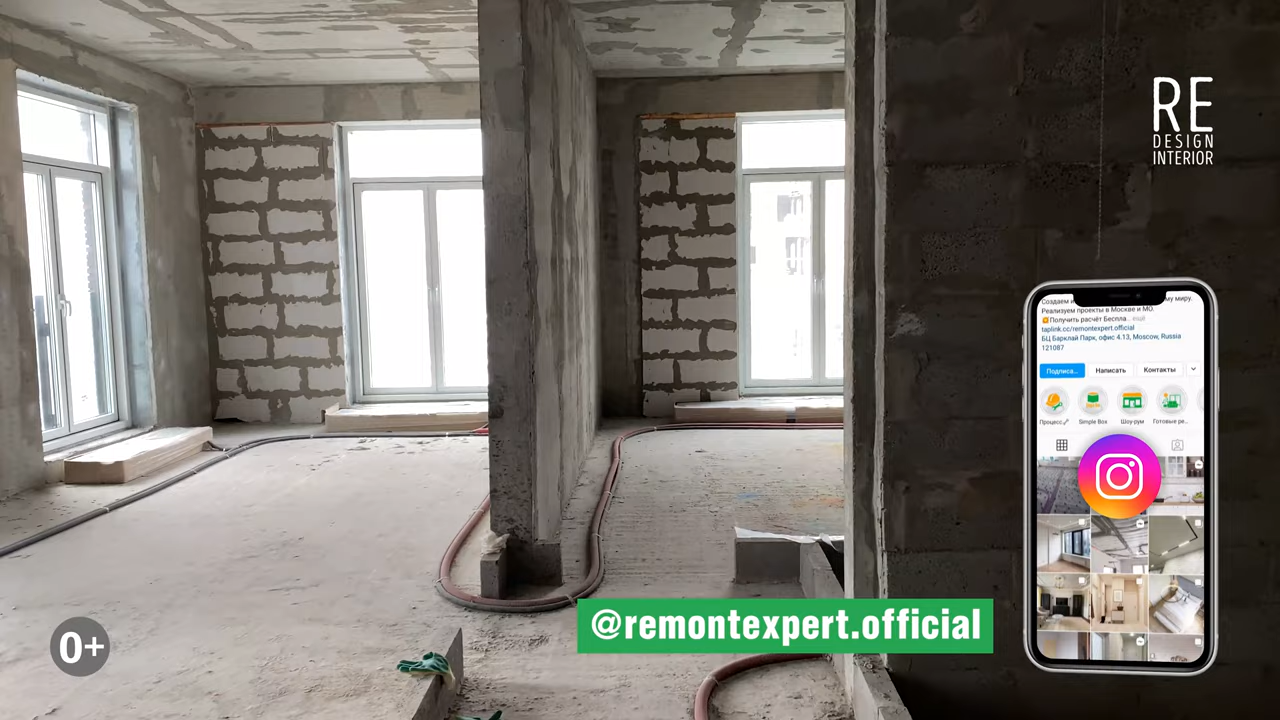 RE
DESIGN
INTERIOR
Создаем и
му миру.
Реализуем проекты в Москве и МО.
Получить расчёт Беспла... ещё
taplink.cc/remontexpert.official
БЦ Барклай Парк, офис 4.13, Moscow, Russia
121087
Подписа... Написать Контакты
Процесс Simple Box Шоу-рум Готовые ре...
@remontexpert.official
0+